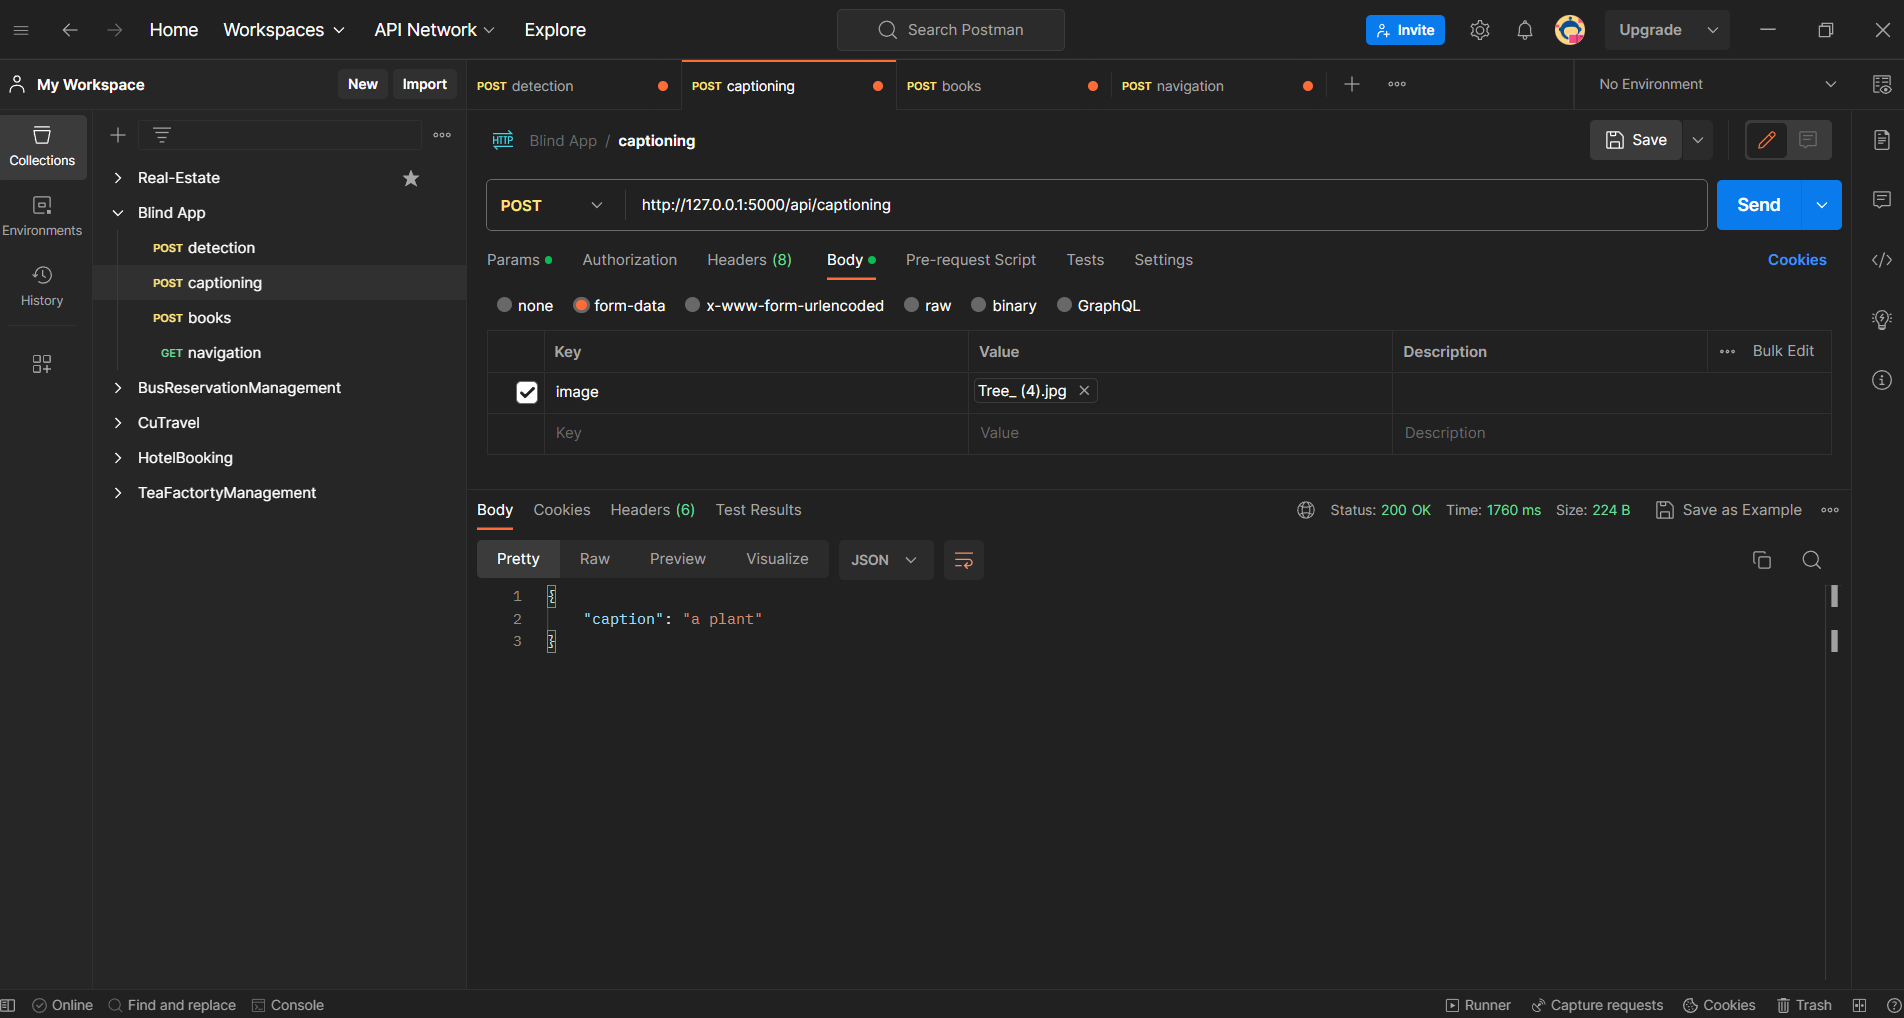 Home Workspaces API Network Explore Search Postman Invite Upgrade
My Workspace New Import POST detection POST captioning POST books POST navigation No Environment
Collections
Environments
History
Real-Estate
Blind App
POST detection
POST captioning
POST books
GET navigation
BusReservationManagement
CuTravel
HotelBooking
TeaFactortyManagement
HTTP Blind App / captioning Save
POST http://127.0.0.1:5000/api/captioning Send
Params Authorization Headers (8) Body Pre-request Script Tests Settings Cookies
none form-data x-www-form-urlencoded raw binary GraphQL
Key Value Description Bulk Edit
image Tree_ (4).jpg
Key Value Description
Body Cookies Headers (6) Test Results Status: 200 OK Time: 1760 ms Size: 224 B Save as Example
Pretty Raw Preview Visualize JSON
1 {
2 "caption": "a plant"
3 }
Online Find and replace Console Runner Capture requests Cookies Trash